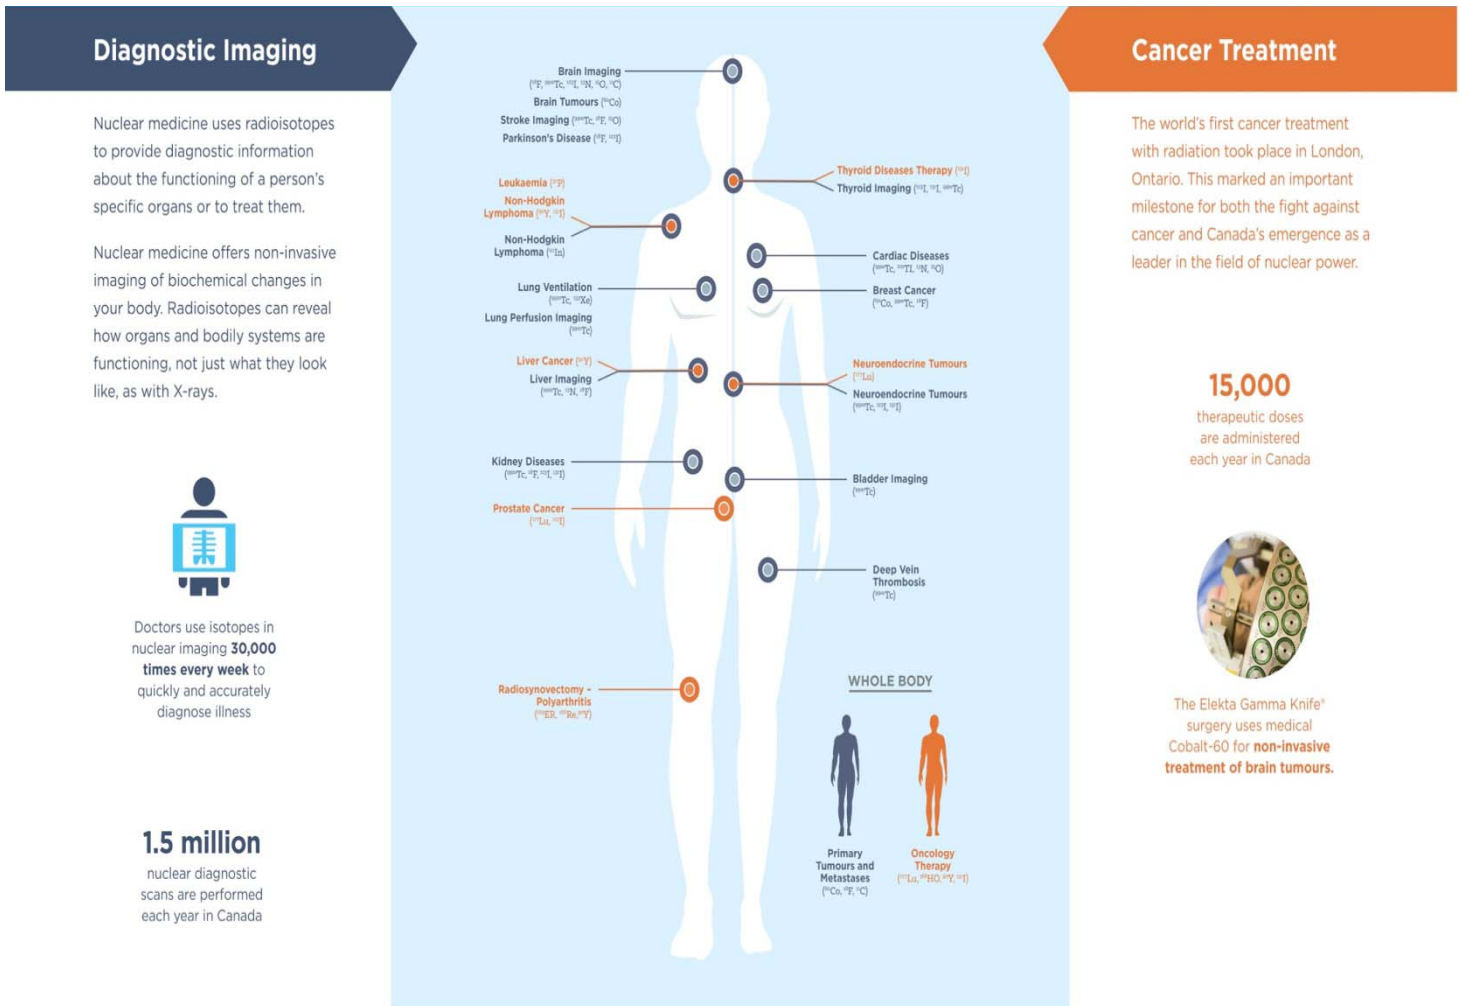 Diagnostic Imaging
Nuclear medicine uses radioisotopes
to provide diagnostic information
about the functioning of a person's
specific organs or to treat them.
Nuclear medicine offers non-invasive
imaging of biochemical changes in
your body. Radioisotopes can reveal
how organs and bodily systems are
functioning, not just what they look
like, as with X-rays.
Doctors use isotopes in
nuclear imaging 30,000
times every week to
quickly and accurately
diagnose illness
1.5 million
nuclear diagnostic
scans are performed
each year in Canada
Brain Imaging
Brain Tumours
Stroke Imaging
Parkinson's Disease
Leukaemia
Non-Hodgkin
Lymphoma
Non-Hodgkin
Lymphoma
Lung Ventilation
Lung Perfusion Imaging
Liver Cancer
Liver Imaging
Kidney Diseases
Prostate Cancer
Radiosynovectomy –
Polyarthritis
Thyroid Diseases Therapy
Thyroid Imaging
Cardiac Diseases
Breast Cancer
Neuroendocrine Tumours
Neuroendocrine Tumours
Bladder Imaging
Deep Vein
Thrombosis
WHOLE BODY
Primary
Tumours and
Metastases
Oncology
Therapy
Cancer Treatment
The world's first cancer treatment
with radiation took place in London,
Ontario. This marked an important
milestone for both the fight against
cancer and Canada's emergence as a
leader in the field of nuclear power.
15,000
therapeutic doses
are administered
each year in Canada
The Elekta Gamma Knife®
surgery uses medical
Cobalt-60 for non-invasive
treatment of brain tumours.